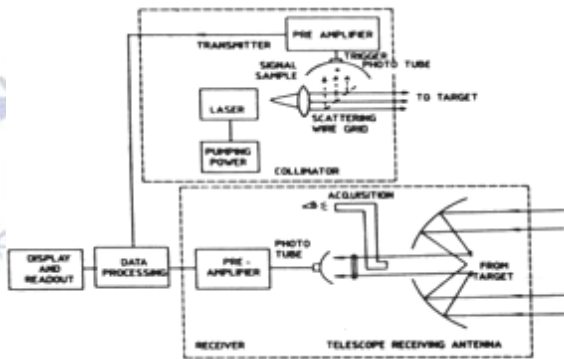 PRE AMPLIFIER
TRANSMITTER
TRIGGER
SIGNAL
SAMPLE
PHOTO TUBE
LASER
TO TARGET
SCATTERING
WIRE GRID
PUMPING
POWER
COLLIMATOR
ACQUISITION
DISPLAY
AND
READOUT
DATA
PROCESSING
PRE -
AMPLIFIER
PHOTO
TUBE
FROM
TARGET
RECEIVER
TELESCOPE RECEIVING ANTENNA